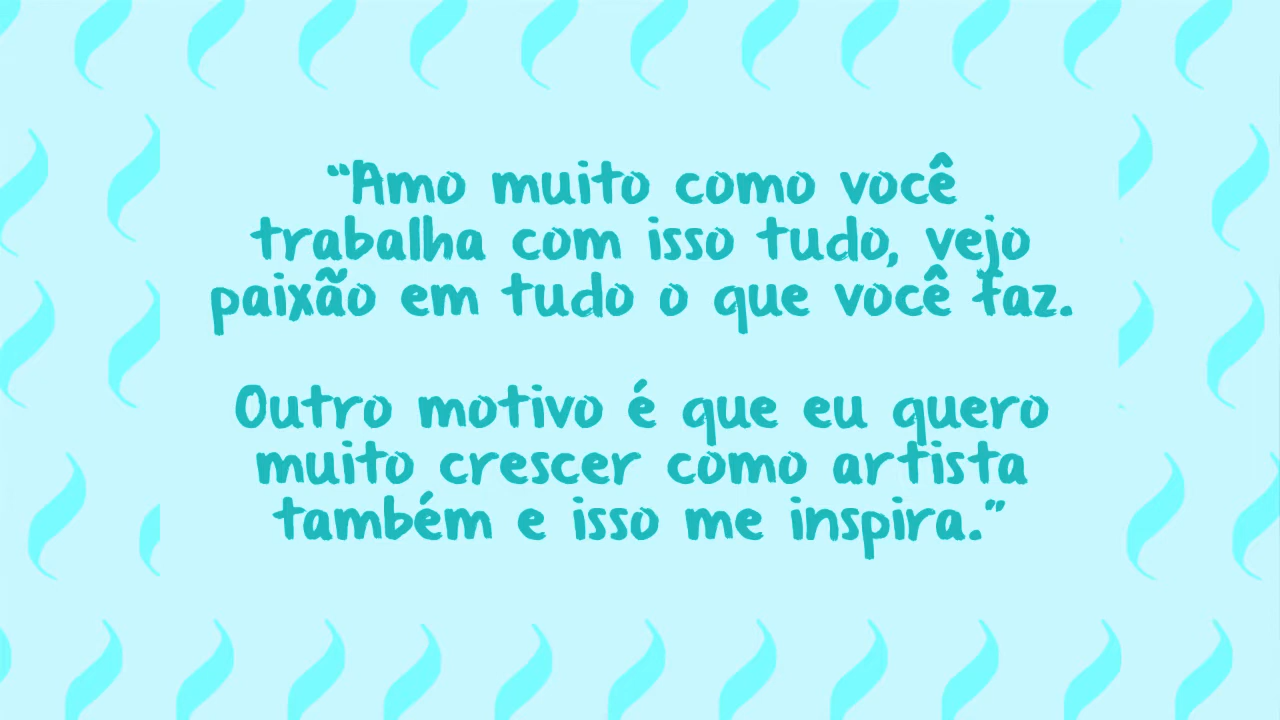 “Amo muito como você
trabalha com isso tudo, vejo
paixão em tudo o que você faz.
Outro motivo é que eu quero
muito crescer como artista
também e isso me inspira.”